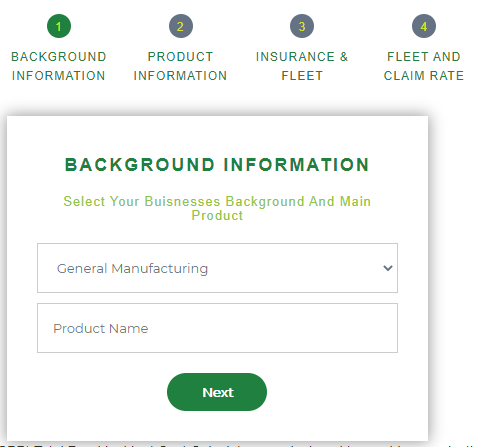 1 2 3 4
BACKGROUND INFORMATION
PRODUCT INFORMATION
INSURANCE & FLEET
FLEET AND CLAIM RATE
BACKGROUND INFORMATION
Select Your Buisnesses Background And Main
Product
General Manufacturing
Product Name
Next